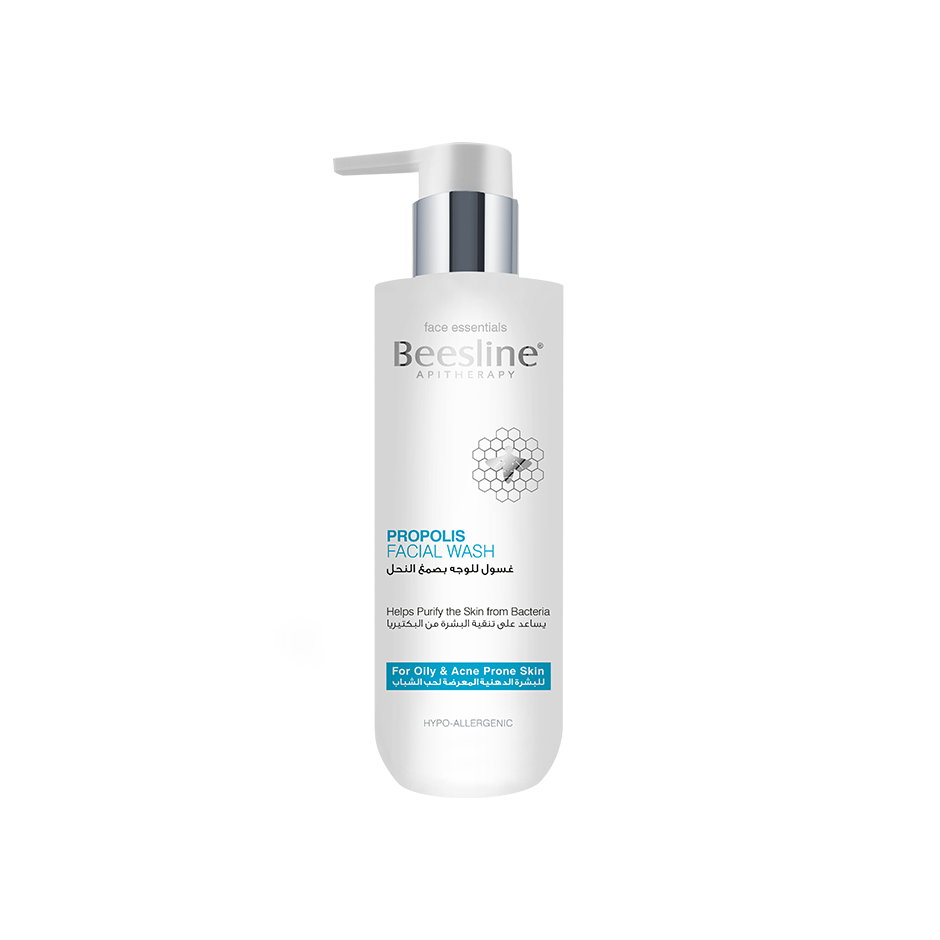 face essentials
Beesline®
APITHERAPY
PROPOLIS
FACIAL WASH
غسول للوجه بصمغ النحل
Helps Purify the Skin from Bacteria
يساعد على تنقية البشرة من البكتيريا
For Oily & Acne Prone Skin
للبشرة الدهنية المعرضة لحب الشباب
HYPO-ALLERGENIC